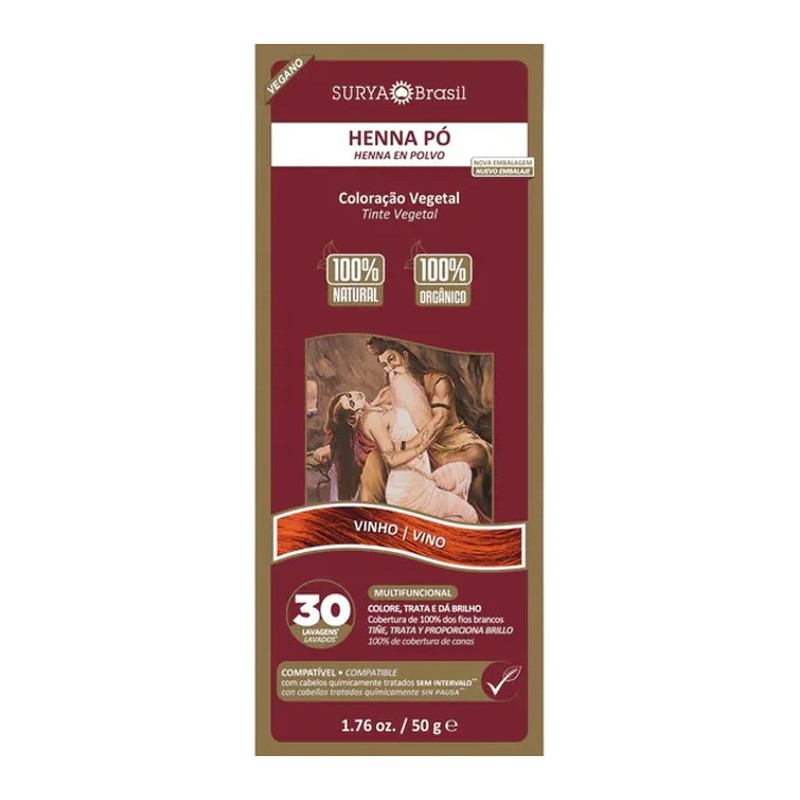 VEGANO
SURYA Brasil
HENNA PÓ
HENNA EN POLVO
NOVA EMBALAGEM
NUEVO EMBALAJE
Coloração Vegetal
Tinte Vegetal
100%
NATURAL
100%
ORGÂNICO
VINHO | VINO
30
LAVAGENS*
LAVADOS*
MULTIFUNCIONAL
COLORE, TRATA E DÁ BRILHO
Cobertura de 100% dos fios brancos
TIÑE, TRATA Y PROPORCIONA BRILLO
100% de cobertura de canas
COMPATÍVEL • COMPATIBLE
com cabelos quimicamente tratados SEM INTERVALO**
con cabellos tratados químicamente SIN PAUSA**
1.76 oz. / 50 g ℮